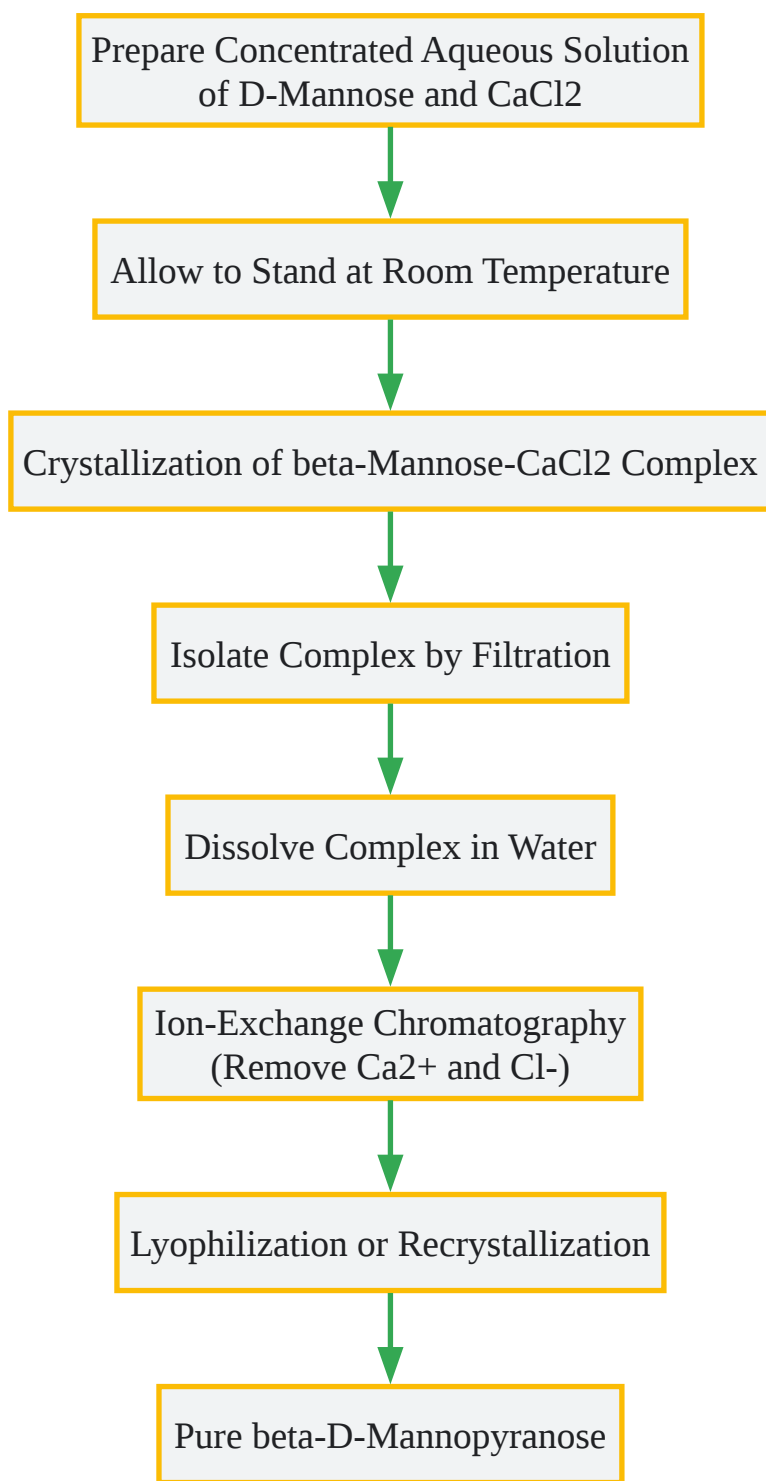 Prepare Concentrated Aqueous Solution
of D-Mannose and CaCl2
Allow to Stand at Room Temperature
Crystallization of beta-Mannose-CaCl2 Complex
Isolate Complex by Filtration
Dissolve Complex in Water
Ion-Exchange Chromatography
(Remove Ca2+ and Cl-)
Lyophilization or Recrystallization
Pure beta-D-Mannopyranose